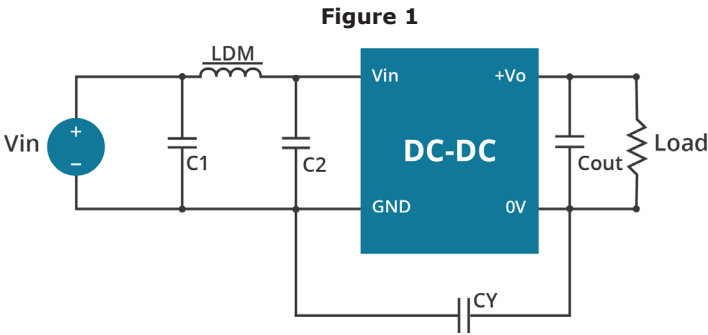 Figure 1
LDM
Vin
+Vo
+
Vin
C1
C2
DC-DC
Cout
Load
−
GND
0V
CY